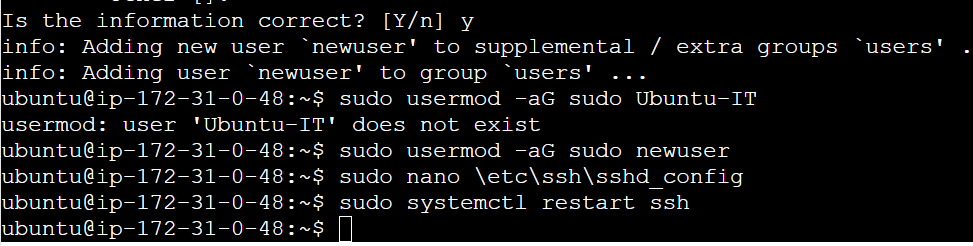 Is the information correct? [Y/n] y
info: Adding new user `newuser' to supplemental / extra groups `users' .
info: Adding user `newuser' to group `users' ...
ubuntu@ip-172-31-0-48:~$ sudo usermod -aG sudo Ubuntu-IT
usermod: user 'Ubuntu-IT' does not exist
ubuntu@ip-172-31-0-48:~$ sudo usermod -aG sudo newuser
ubuntu@ip-172-31-0-48:~$ sudo nano \etc\ssh\sshd_config
ubuntu@ip-172-31-0-48:~$ sudo systemctl restart ssh
ubuntu@ip-172-31-0-48:~$